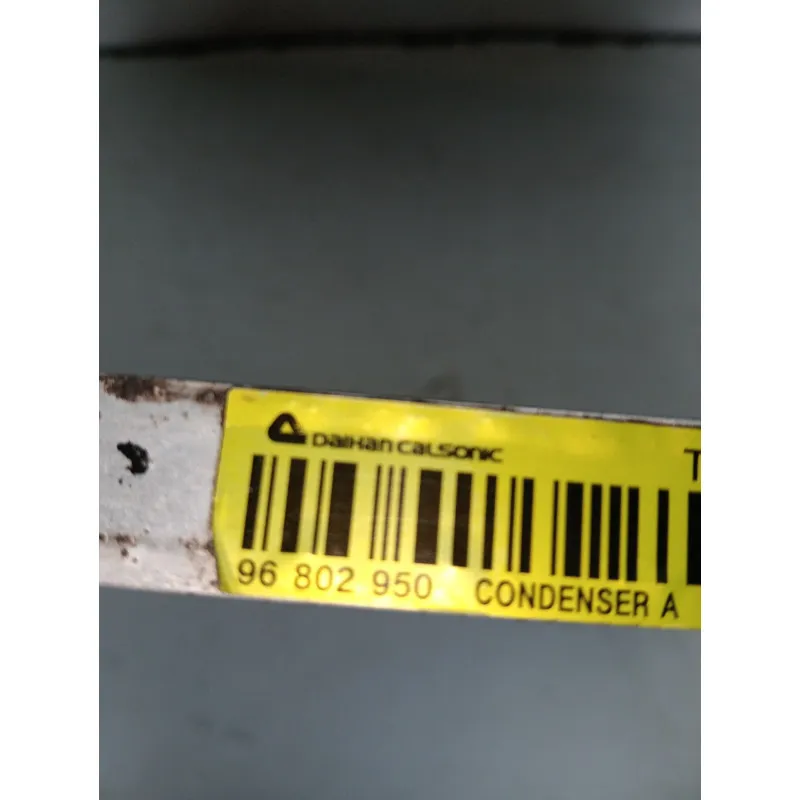 DAIHAN CALSONIC
T
96 802 950 CONDENSER A